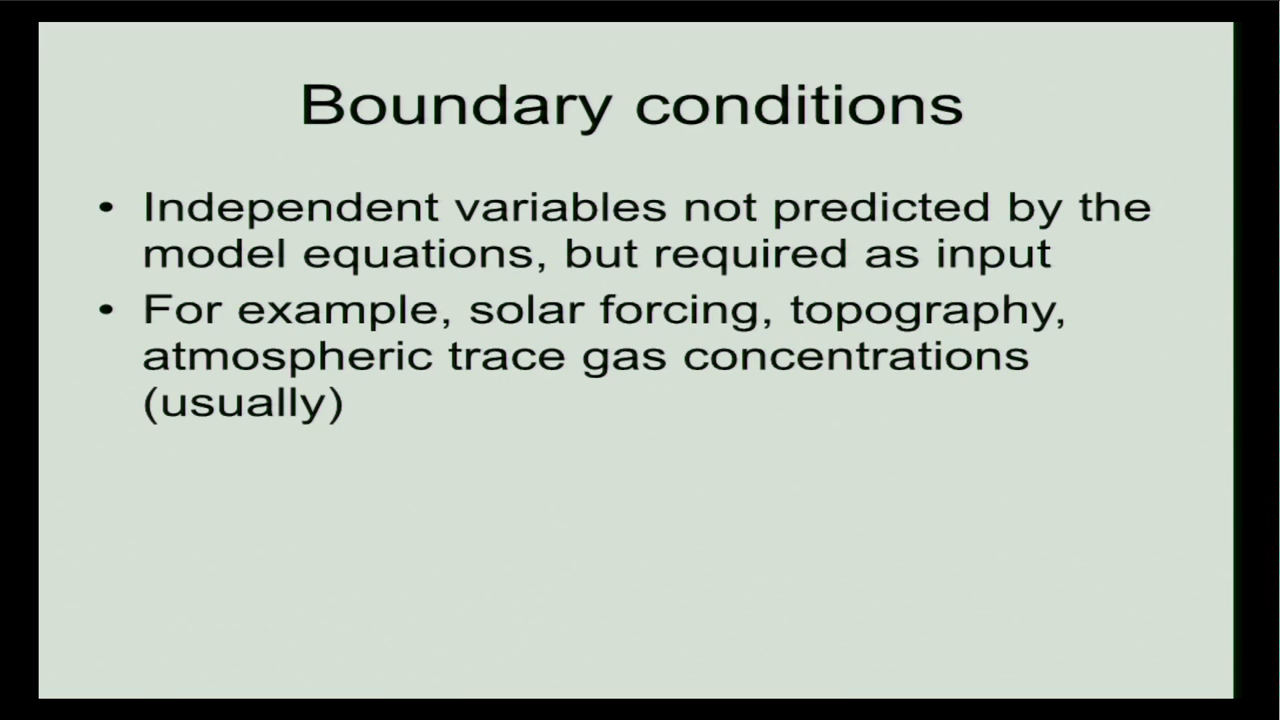 Boundary conditions
• Independent variables not predicted by the
model equations, but required as input
• For example, solar forcing, topography,
atmospheric trace gas concentrations
(usually)